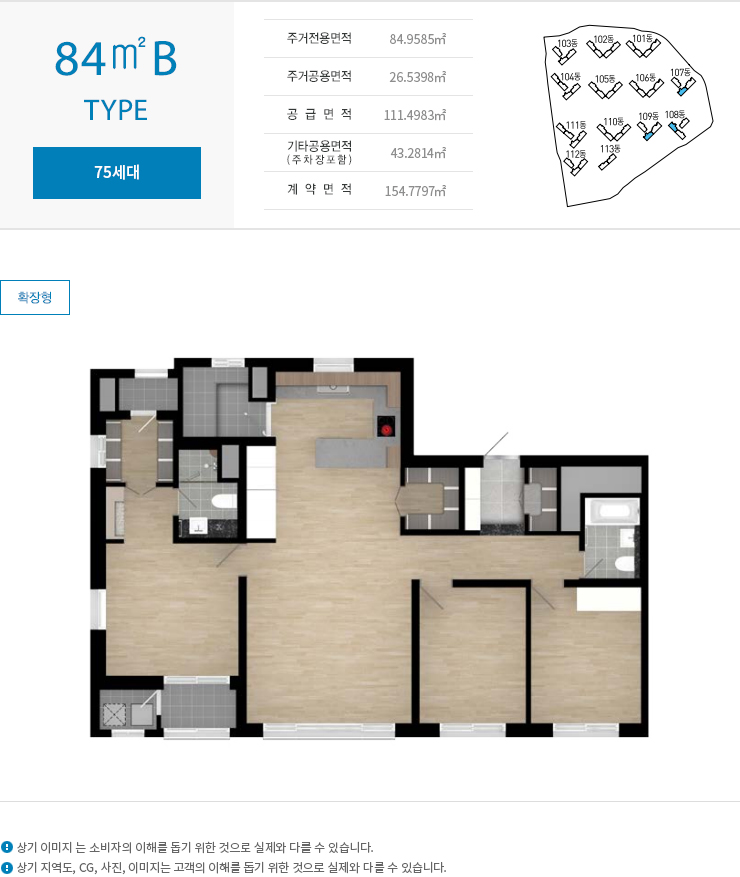 84㎡ B
TYPE
75세대
주거전용면적 84.9585㎡
주거공용면적 26.5398㎡
공 급 면 적 111.4983㎡
기타공용면적 43.2814㎡
(주차장포함)
계 약 면 적 154.7797㎡
103동 102동 101동
104동 105동 106동 107동
111동 110동 109동 108동
112동 113동
확장형
상기 이미지 는 소비자의 이해를 돕기 위한 것으로 실제와 다를 수 있습니다.
상기 지역도, CG, 사진, 이미지는 고객의 이해를 돕기 위한 것으로 실제와 다를 수 있습니다.